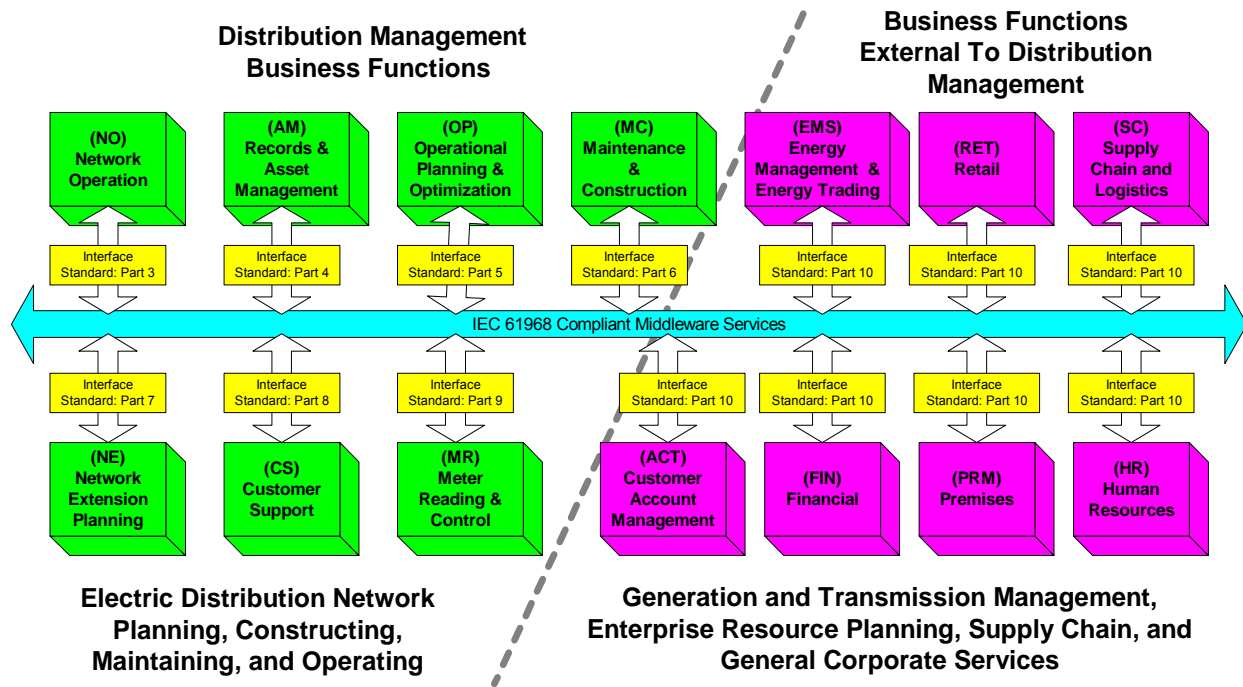 Distribution Management
Business Functions
Business Functions
External To Distribution
Management
(NO)
Network
Operation
(AM)
Records &
Asset
Management
(OP)
Operational
Planning &
Optimization
(MC)
Maintenance
&
Construction
(EMS)
Energy
Management &
Energy Trading
(RET)
Retail
(SC)
Supply
Chain and
Logistics
Interface
Standard: Part 3
Interface
Standard: Part 4
Interface
Standard: Part 5
Interface
Standard: Part 6
Interface
Standard: Part 10
Interface
Standard: Part 10
Interface
Standard: Part 10
IEC 61968 Compliant Middleware Services
Interface
Standard: Part 7
Interface
Standard: Part 8
Interface
Standard: Part 9
Interface
Standard: Part 10
Interface
Standard: Part 10
Interface
Standard: Part 10
Interface
Standard: Part 10
(NE)
Network
Extension
Planning
(CS)
Customer
Support
(MR)
Meter
Reading &
Control
(ACT)
Customer
Account
Management
(FIN)
Financial
(PRM)
Premises
(HR)
Human
Resources
Electric Distribution Network
Planning, Constructing,
Maintaining, and Operating
Generation and Transmission Management,
Enterprise Resource Planning, Supply Chain, and
General Corporate Services